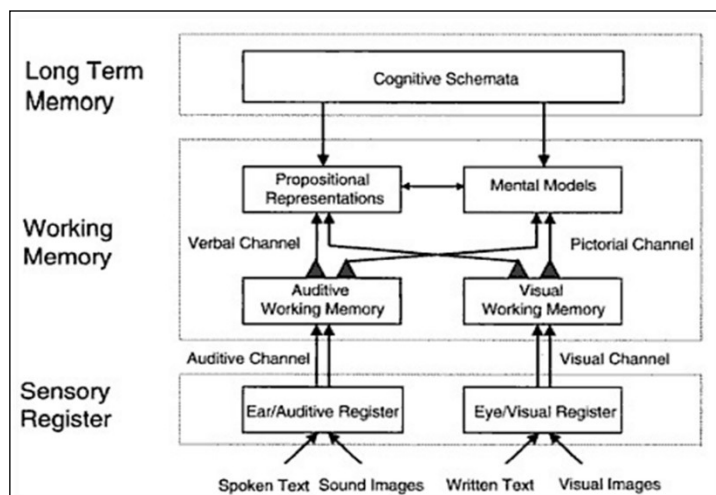 Long Term
Memory
Cognitive Schemata
Working
Memory
Propositional
Representations
Mental Models
Verbal Channel
Pictorial Channel
Auditive
Working Memory
Visual
Working Memory
Auditive Channel
Visual Channel
Sensory
Register
Ear/Auditive Register
Eye/Visual Register
Spoken Text
Sound Images
Written Text
Visual Images